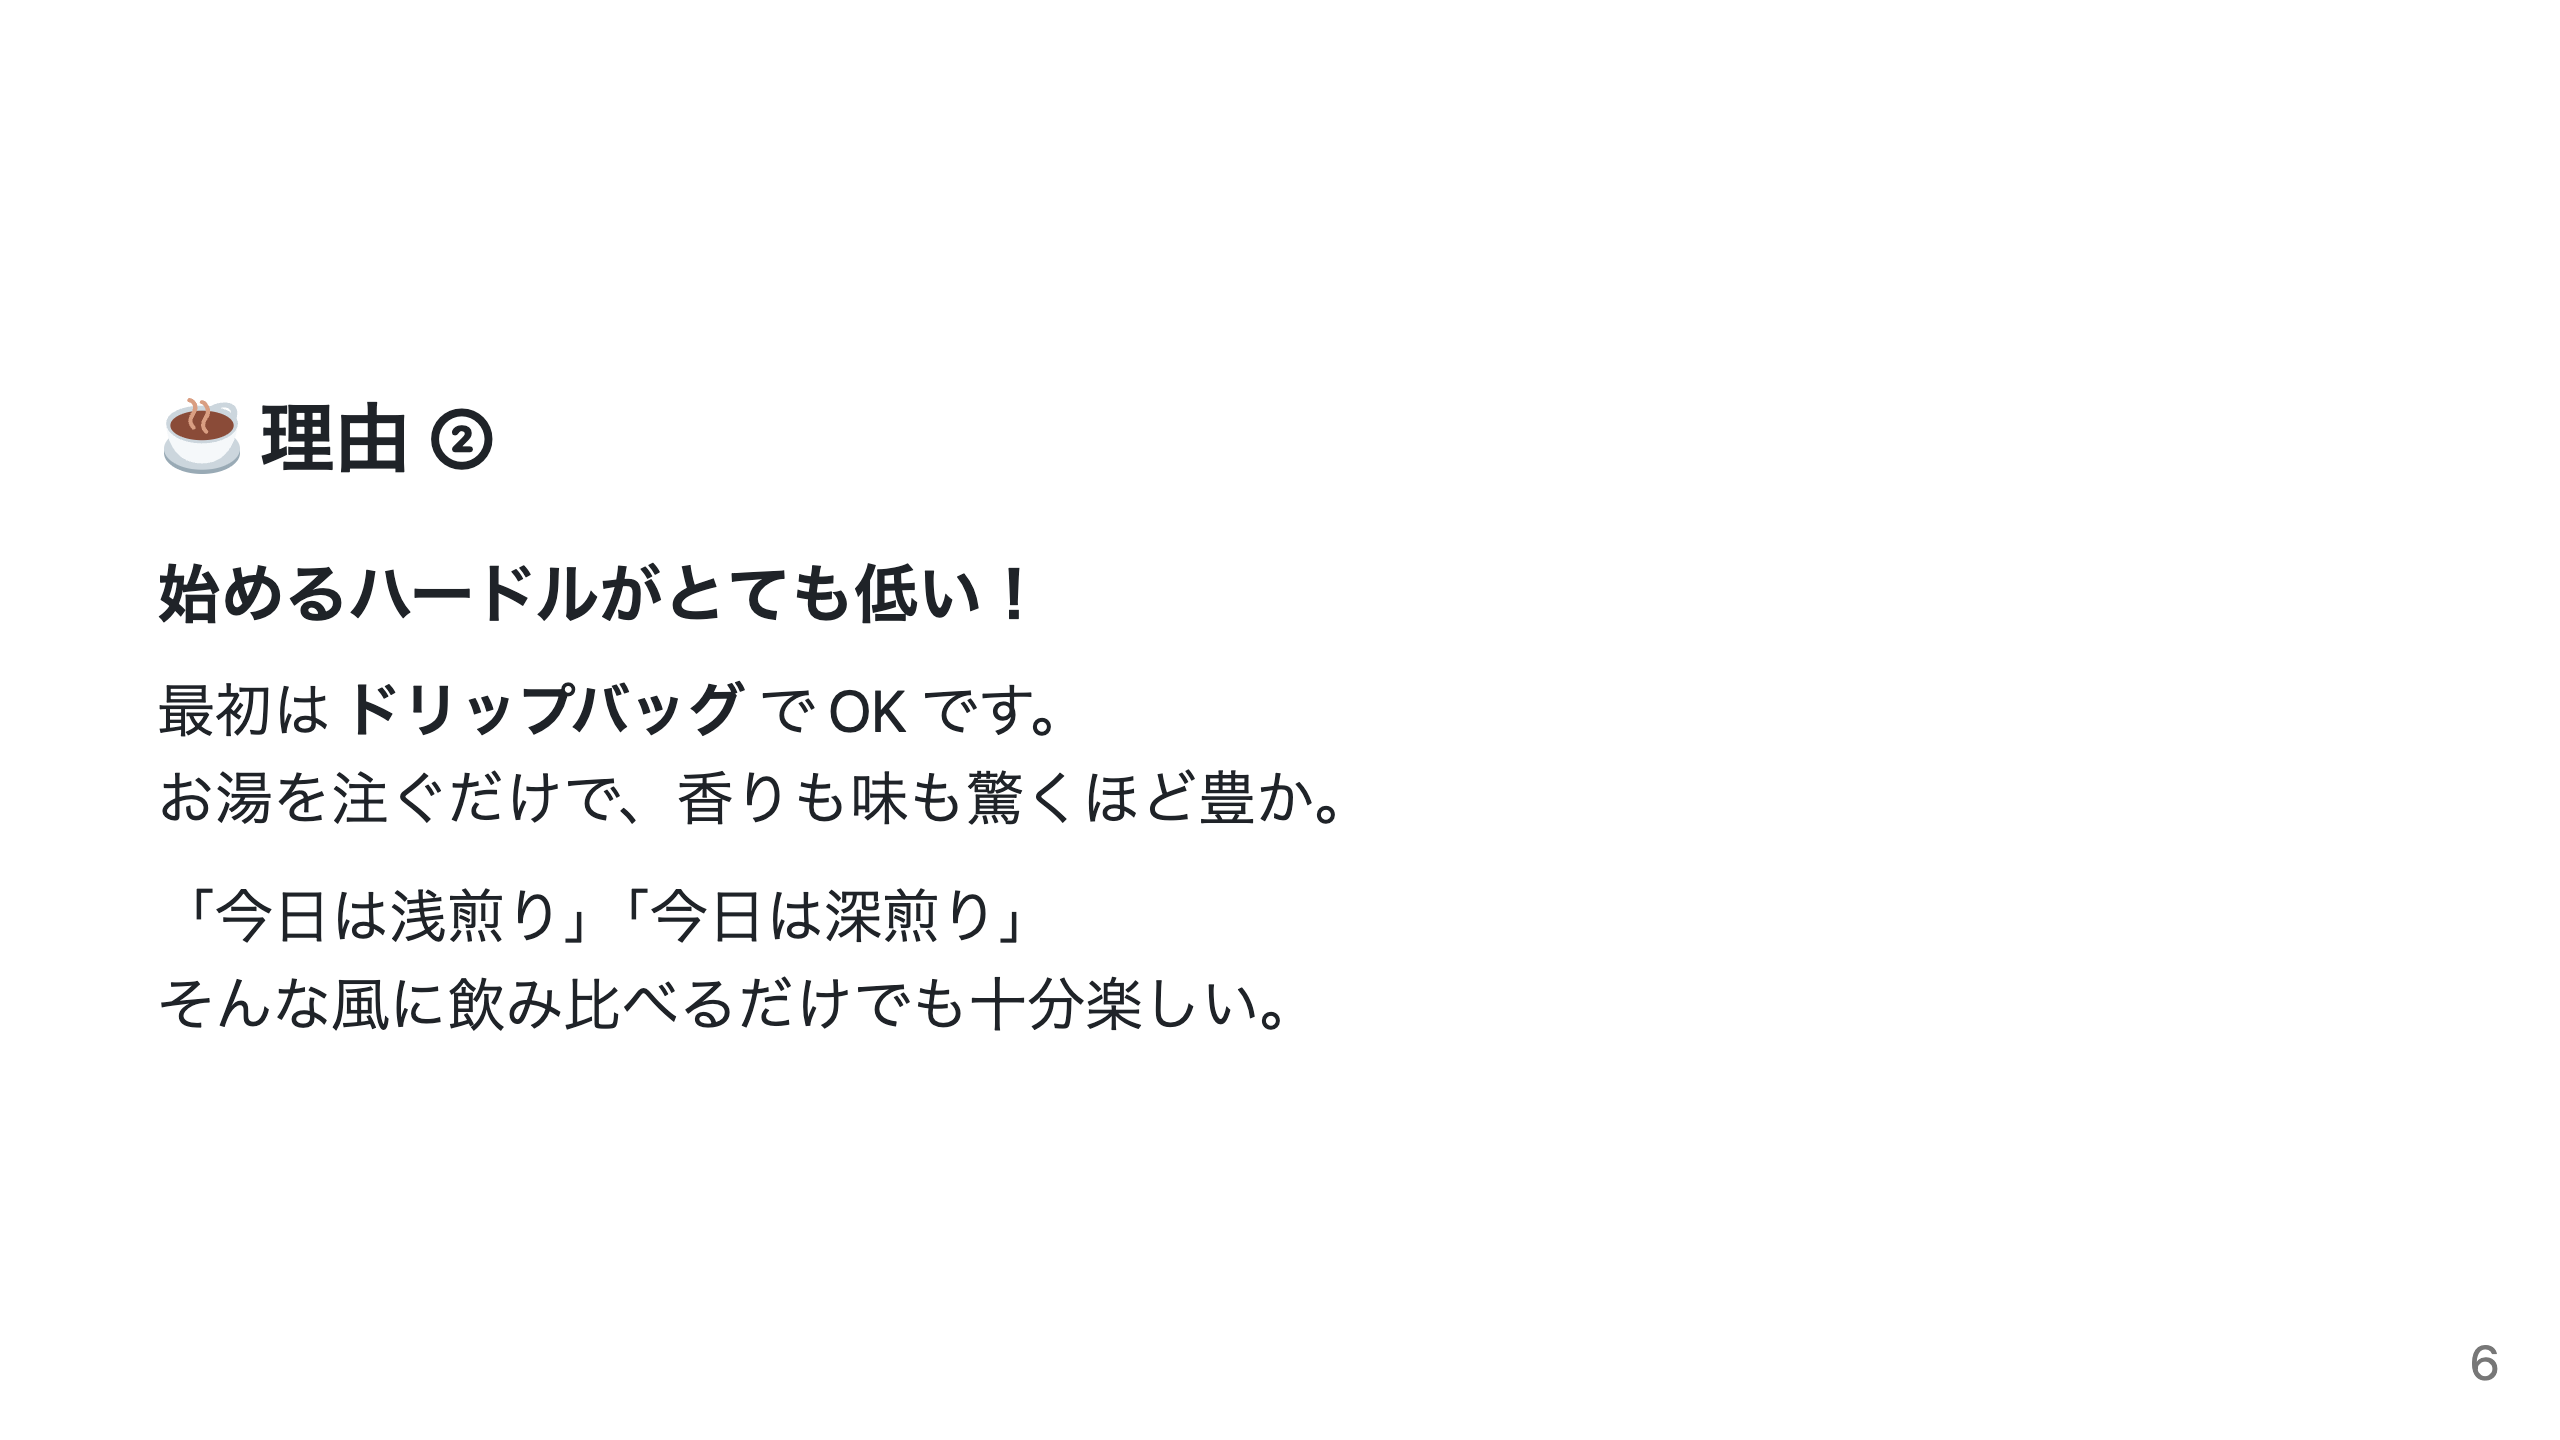 ☕ 理由 ②
始めるハードルがとても低い！
最初は ドリップバッグ で OK です。
お湯を注ぐだけで、香りも味も驚くほど豊か。
「今日は浅煎り」「今日は深煎り」
そんな風に飲み比べるだけでも十分楽しい。
6